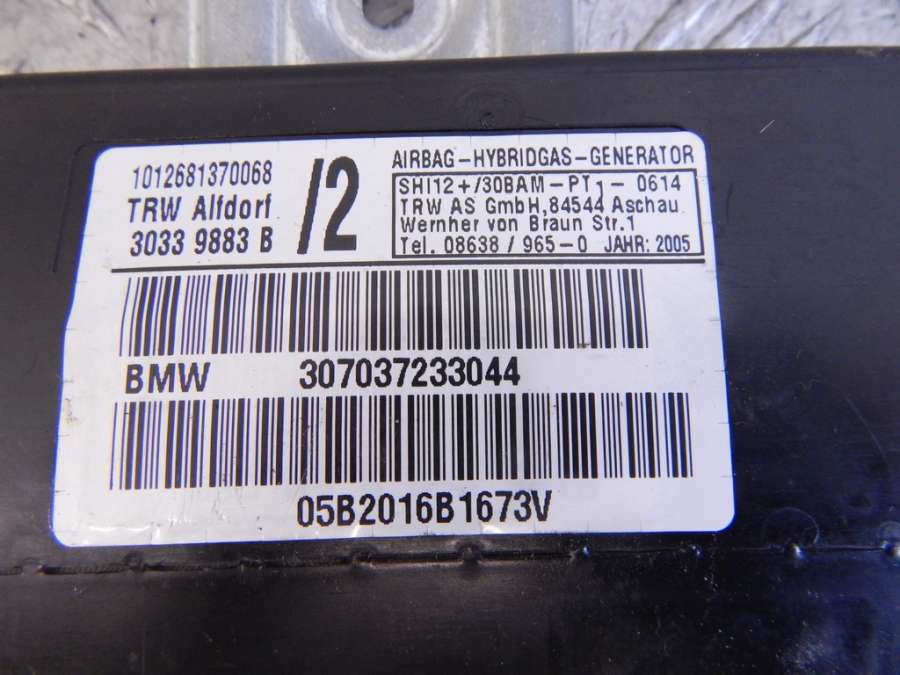 1012681370068
TRW Alfdorf
3033 9883 B
/2
AIRBAG-HYBRIDGAS-GENERATOR
SHI12+/30BAM-PT1-0614
TRW AS GmbH,84544 Aschau
Wernher von Braun Str.1
Tel. 08638 / 965-0 JAHR: 2005
BMW 307037233044
05B2016B1673V